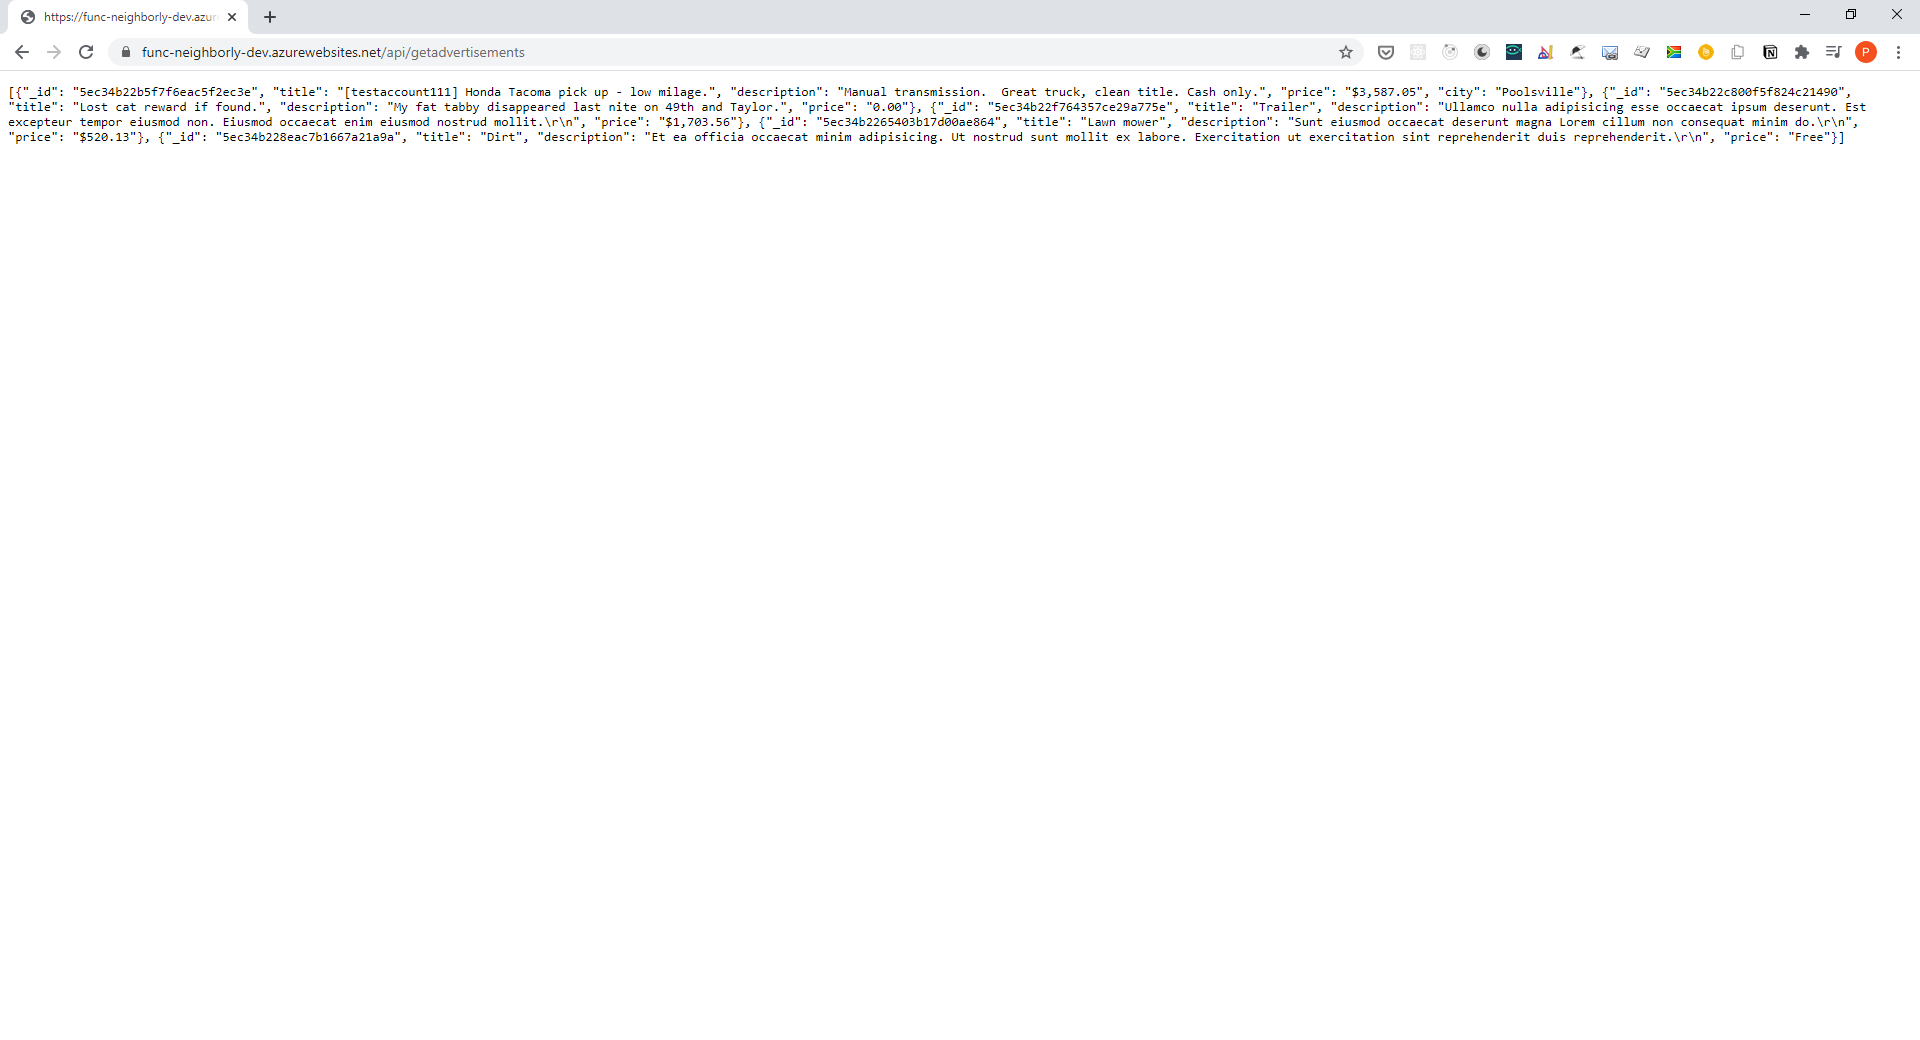 https://func-neighborly-dev.azur
func-neighborly-dev.azurewebsites.net/api/getadvertisements
P
[{"_id": "5ec34b22b5f7f6eac5f2ec3e", "title": "[testaccount111] Honda Tacoma pick up - low milage.", "description": "Manual transmission.  Great truck, clean title. Cash only.", "price": "$3,587.05", "city": "Poolsville"}, {"_id": "5ec34b22c800f5f824c21490",
"title": "Lost cat reward if found.", "description": "My fat tabby disappeared last nite on 49th and Taylor.", "price": "0.00"}, {"_id": "5ec34b22f764357ce29a775e", "title": "Trailer", "description": "Ullamco nulla adipisicing esse occaecat ipsum deserunt. Est
excepteur tempor eiusmod non. Eiusmod occaecat enim eiusmod nostrud mollit.\r\n", "price": "$1,703.56"}, {"_id": "5ec34b2265403b17d00ae864", "title": "Lawn mower", "description": "Sunt eiusmod occaecat deserunt magna Lorem cillum non consequat minim do.\r\n",
"price": "$520.13"}, {"_id": "5ec34b228eac7b1667a21a9a", "title": "Dirt", "description": "Et ea officia occaecat minim adipisicing. Ut nostrud sunt mollit ex labore. Exercitation ut exercitation sint reprehenderit duis reprehenderit.\r\n", "price": "Free"}]